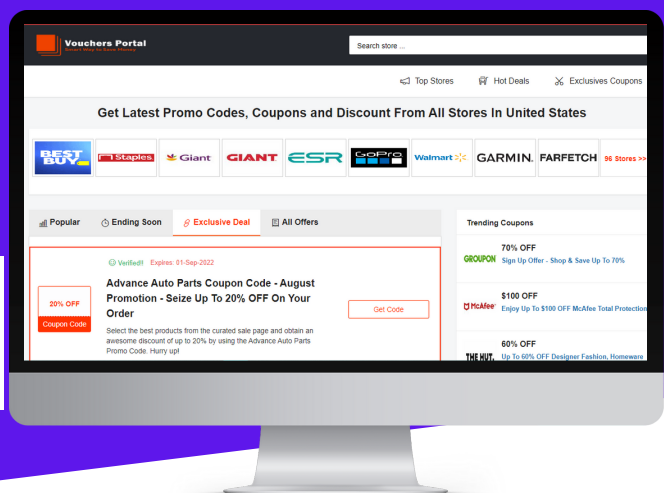 Vouchers Portal
Smart Way to Save Money
Search store ...
Top Stores
Hot Deals
Exclusives Coupons
Get Latest Promo Codes, Coupons and Discount From All Stores In United States
BEST BUY
Staples
Giant
GIANT
ESR
GoPro
Walmart
GARMIN.
FARFETCH
96 Stores >>
Popular
Ending Soon
Exclusive Deal
All Offers
Trending Coupons
Verified!!
Expires: 01-Sep-2022
Advance Auto Parts Coupon Code - August
Promotion - Seize Up To 20% OFF On Your
Order
20% OFF
Coupon Code
Get Code
Select the best products from the curated sale page and obtain an
awesome discount of up to 20% by using the Advance Auto Parts
Promo Code. Hurry up!
70% OFF
GROUPON
Sign Up Offer - Shop & Save Up To 70%
$100 OFF
McAfee
Enjoy Up To $100 OFF McAfee Total Protection
60% OFF
THE HUT.
Up To 60% OFF Designer Fashion, Homeware